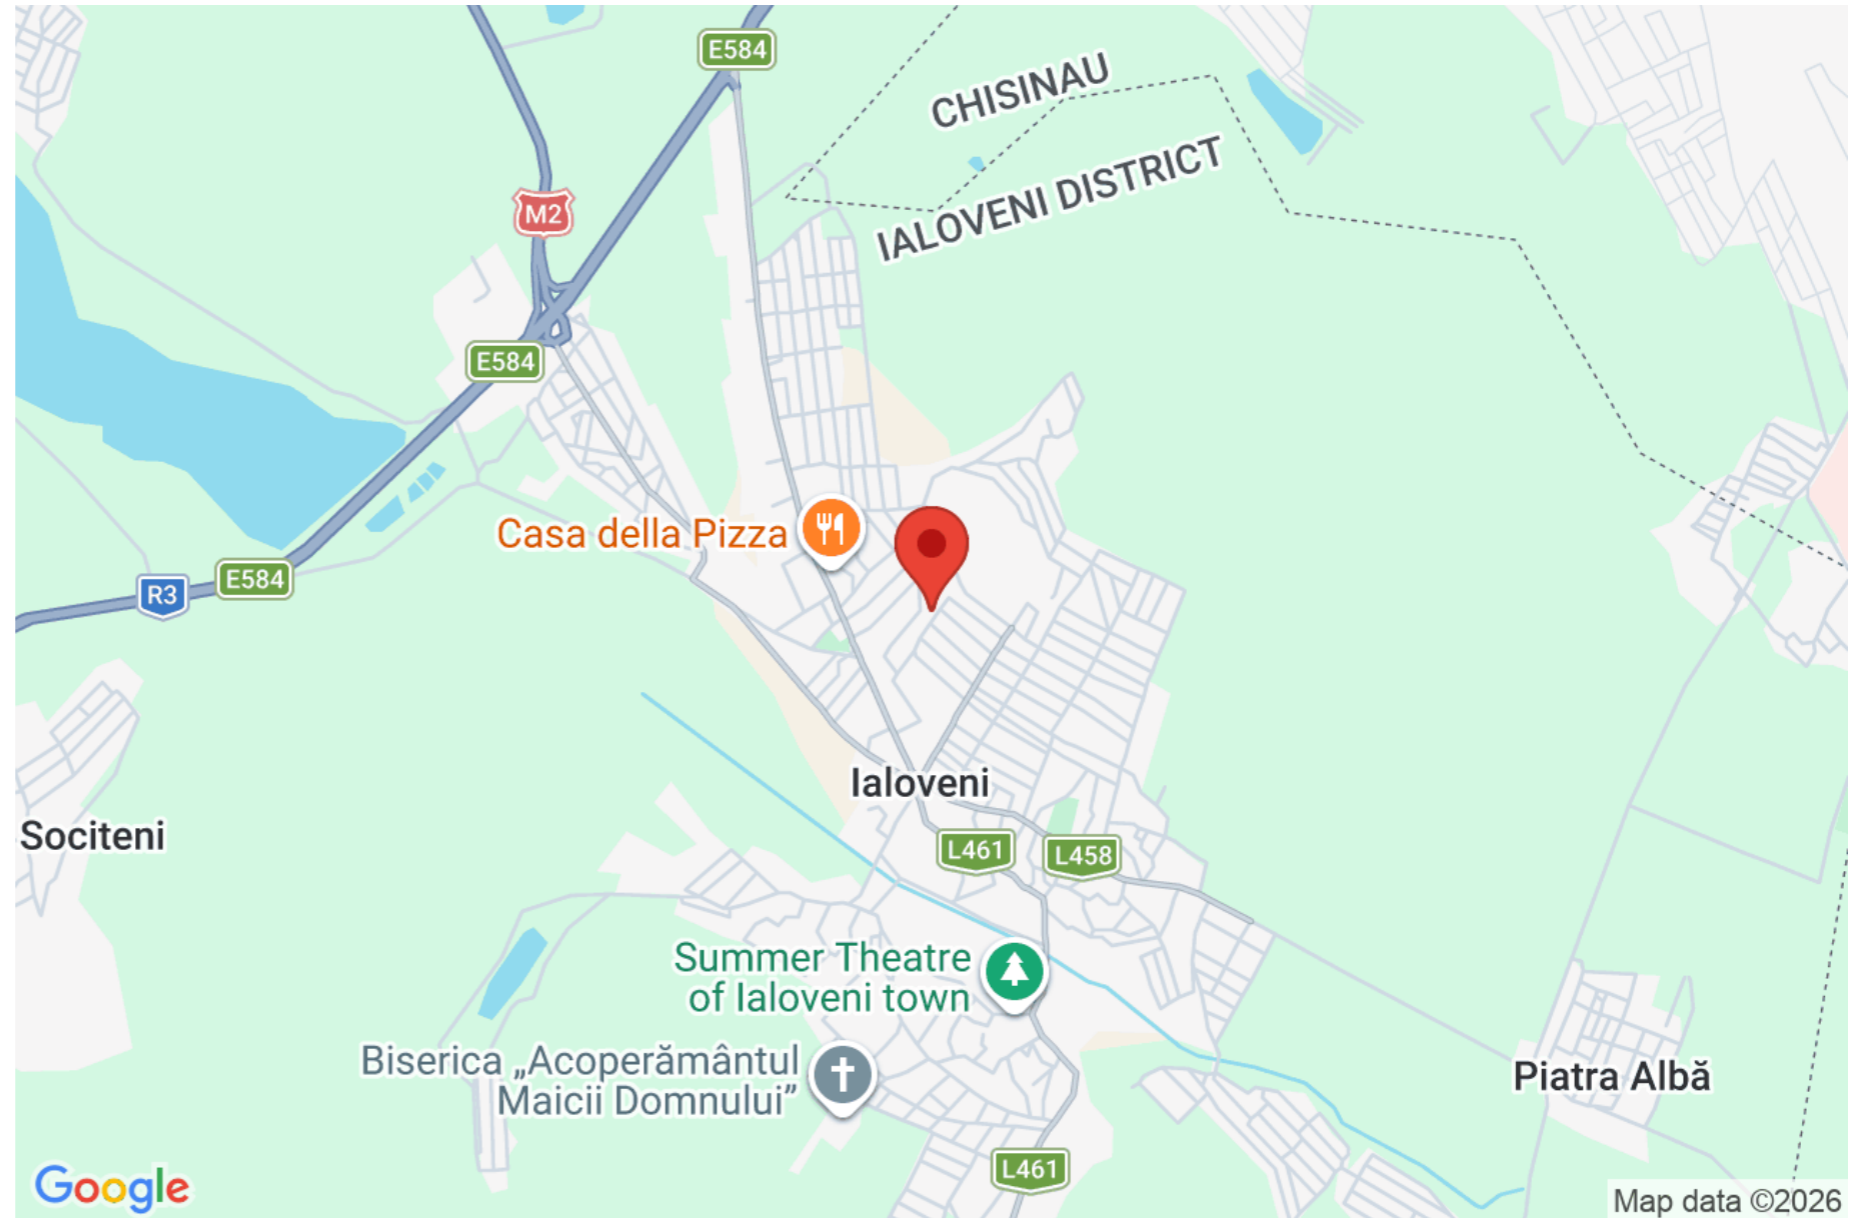 E584
CHISINAU
IALOVENI DISTRICT
M2
E584
Casa della Pizza
E584
R3
Ialoveni
Sociteni
L461
L458
Summer Theatre
of Ialoveni town
Biserica „Acoperământul
Maicii Domnului”
Piatra Albă
L461
Google
Map data ©2026